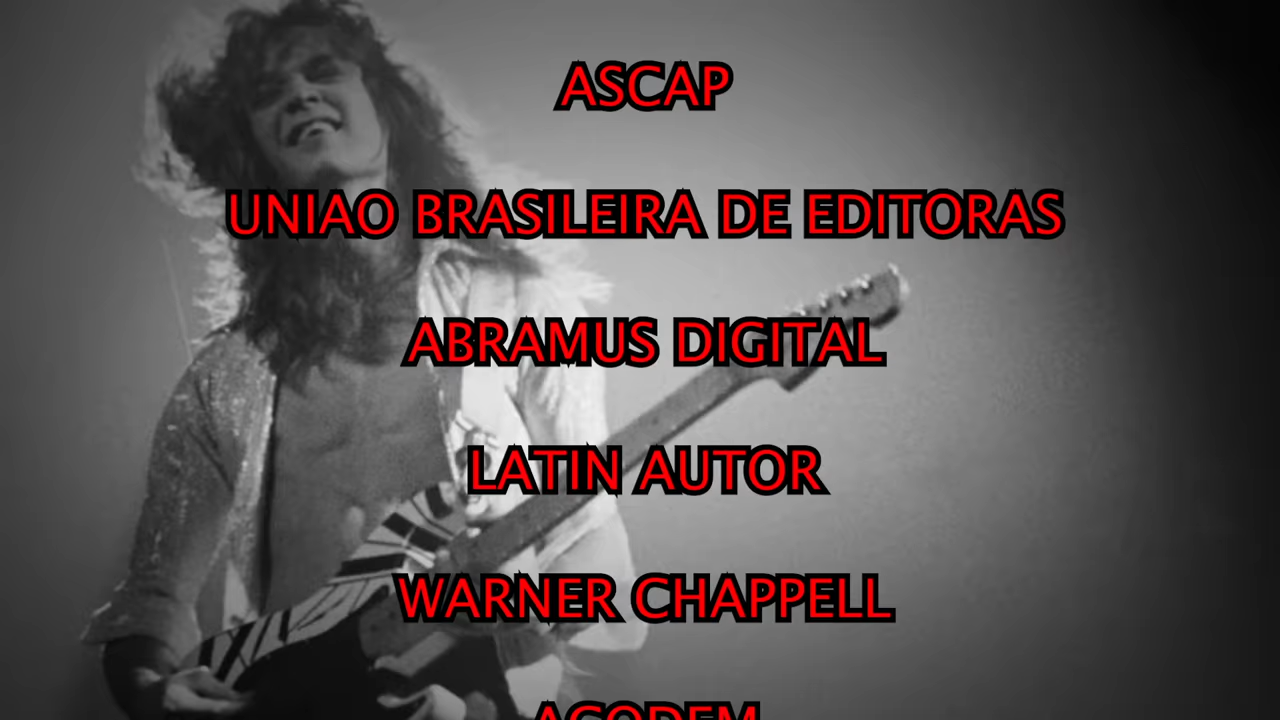 ASCAP
UNIAO BRASILEIRA DE EDITORAS
ABRAMUS DIGITAL
LATIN AUTOR
WARNER CHAPPELL